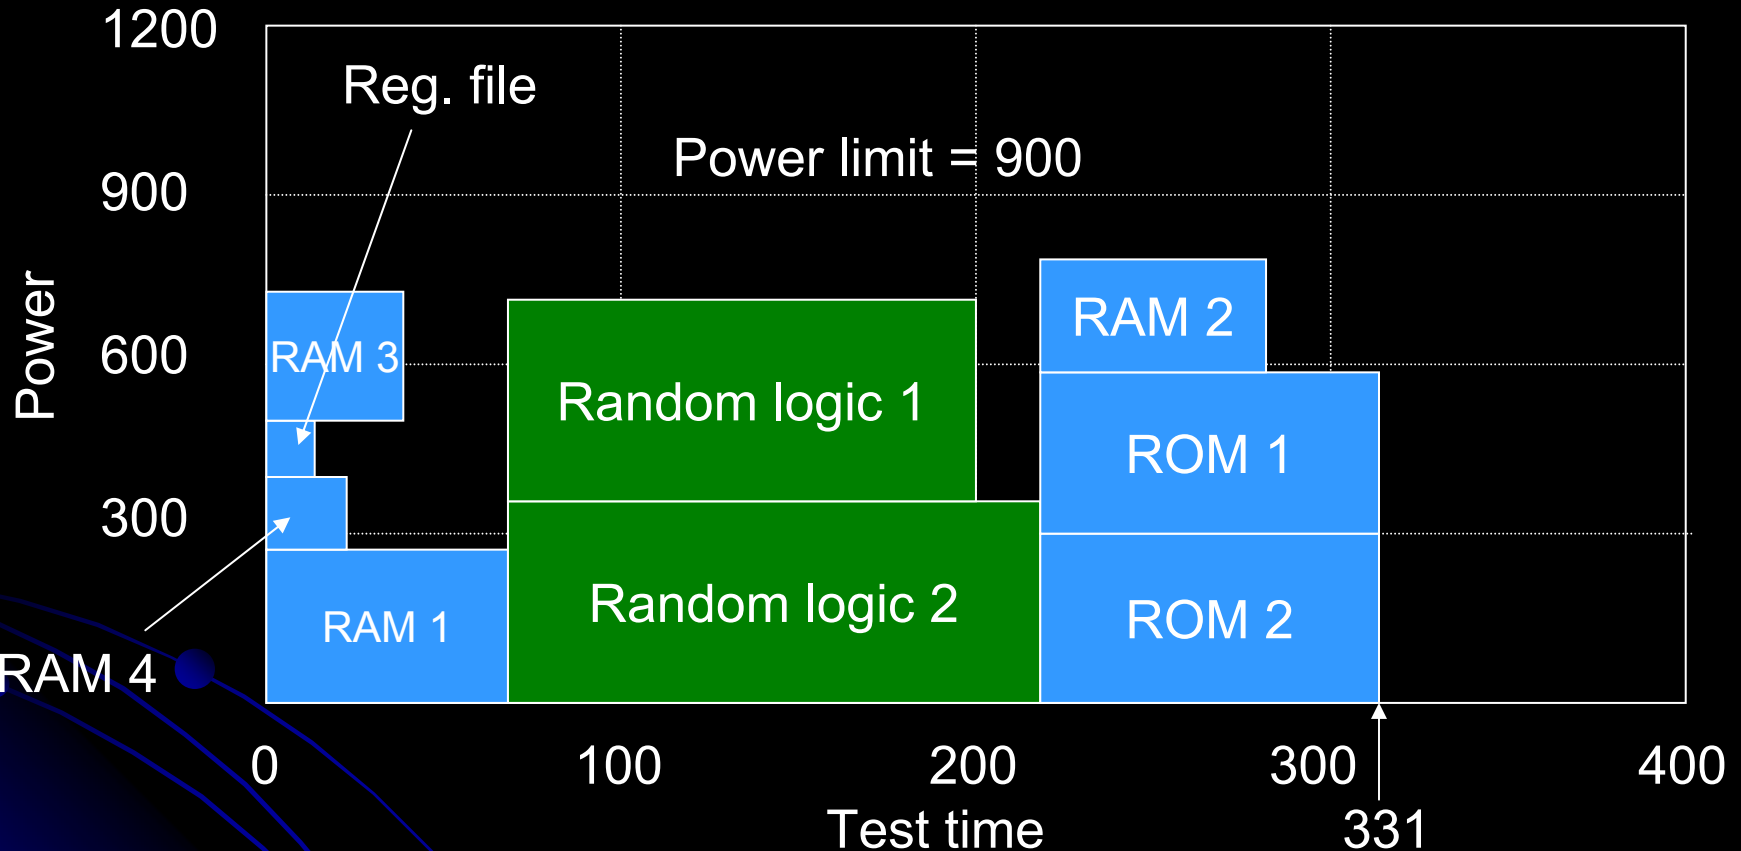 1200
Reg. file
Power limit = 900
900
Power
RAM 2
600
RAM 3
Random logic 1
ROM 1
300
Random logic 2
ROM 2
RAM 1
RAM 4
0 100 200 300 400
Test time
331